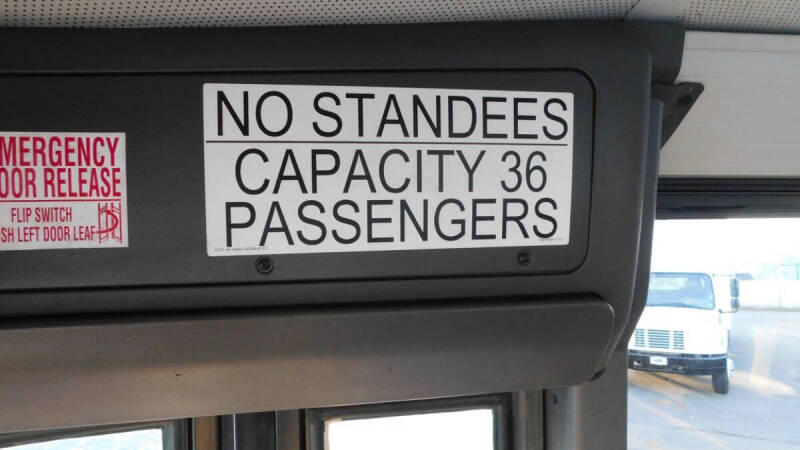 NO STANDEES
CAPACITY 36
PASSENGERS
MERGENCY
OOR RELEASE
FLIP SWITCH
SH LEFT DOOR LEAF